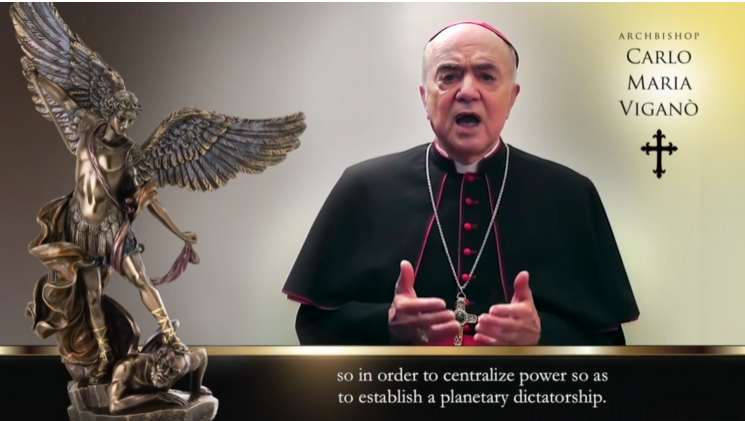 ARCHBISHOP
CARLO
MARIA
VIGANÒ
so in order to centralize power so as
to establish a planetary dictatorship.